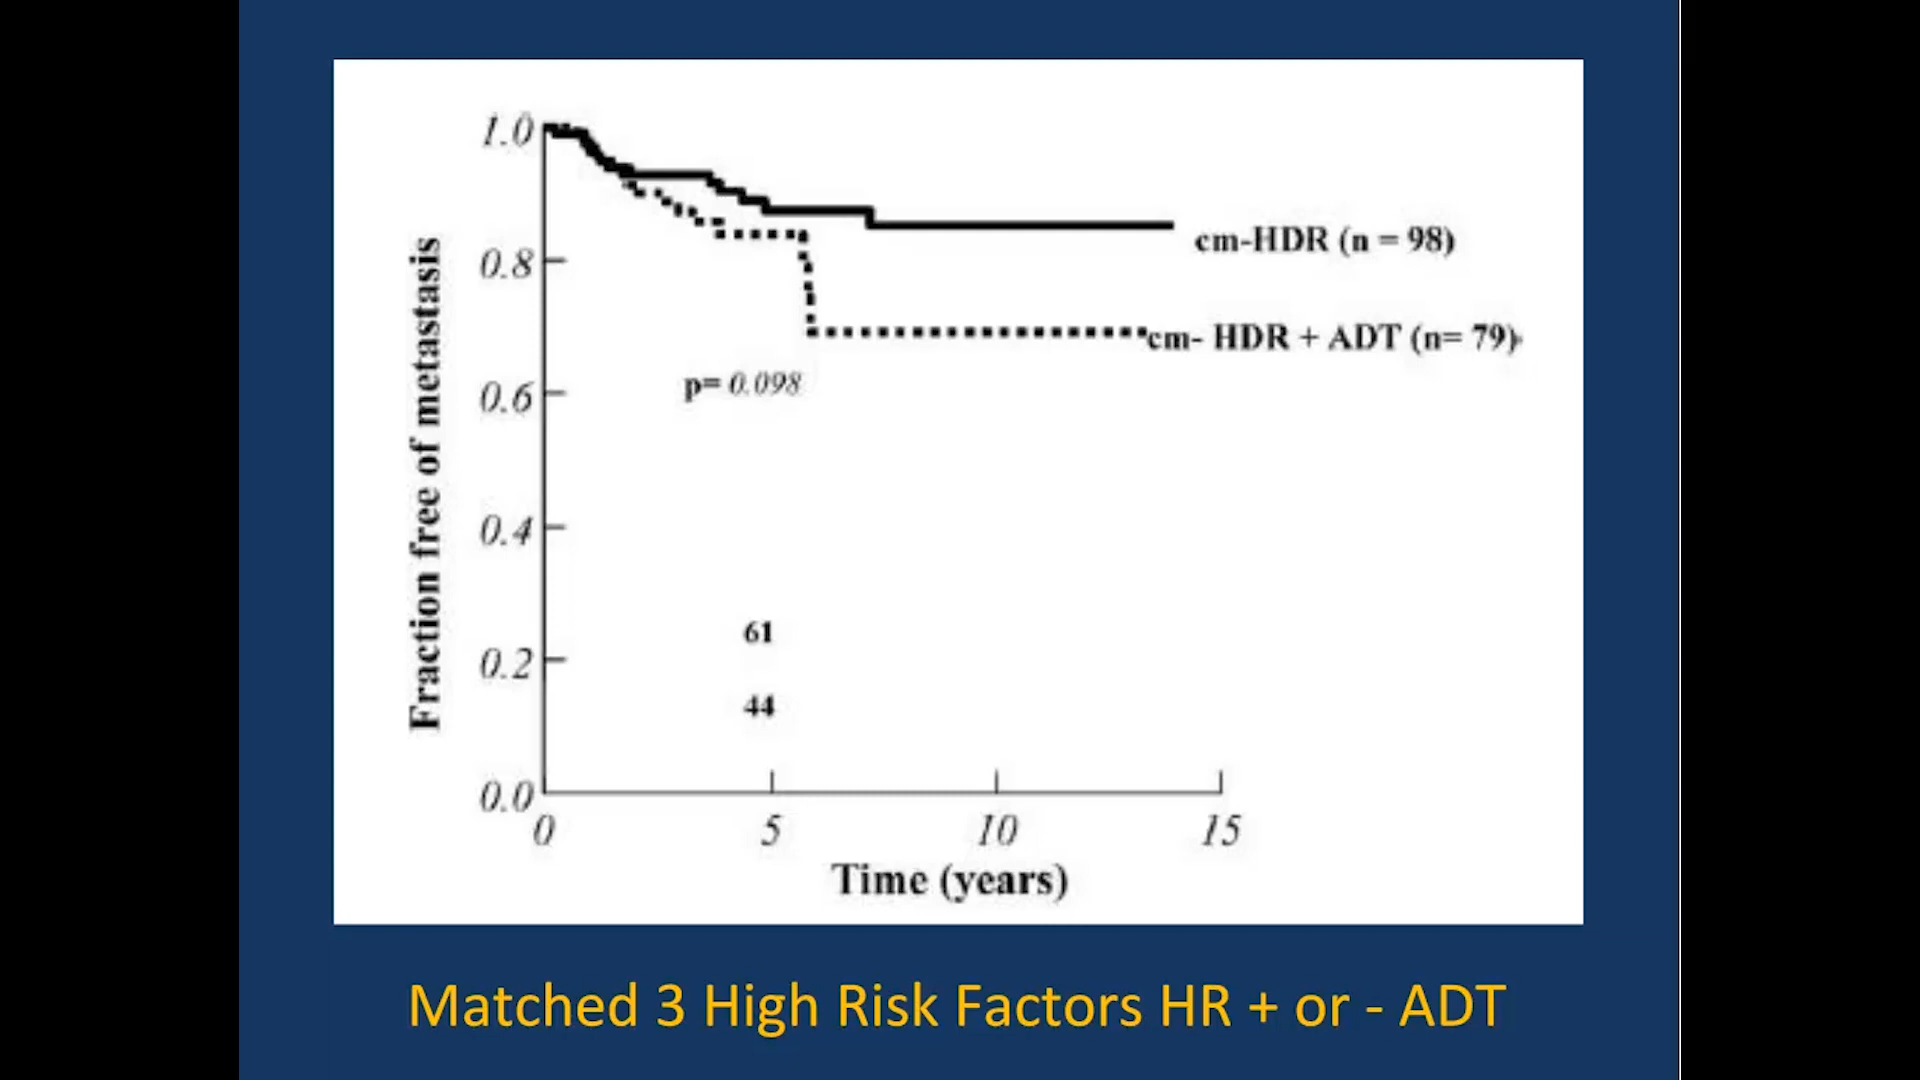 1.0
0.8
0.6
0.4
0.2
0.0
Fraction free of metastasis
cm-HDR (n = 98)
cm- HDR + ADT (n= 79)
p= 0.098
61
44
0
5
10
15
Time (years)
Matched 3 High Risk Factors HR + or - ADT